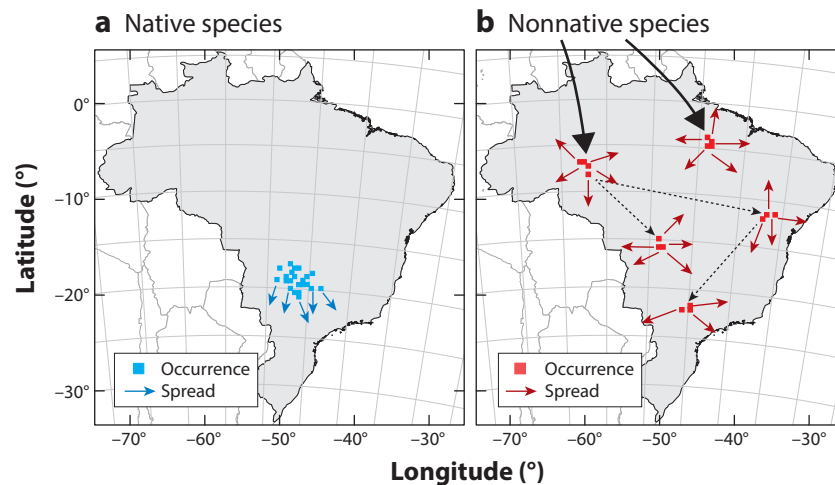 a Native species
b Nonnative species
Latitude (°)
0°
−10°
−20°
−30°
Occurrence
Spread
Occurrence
Spread
−70°
−60°
−50°
−40°
−30°
−70°
−60°
−50°
−40°
−30°
Longitude (°)